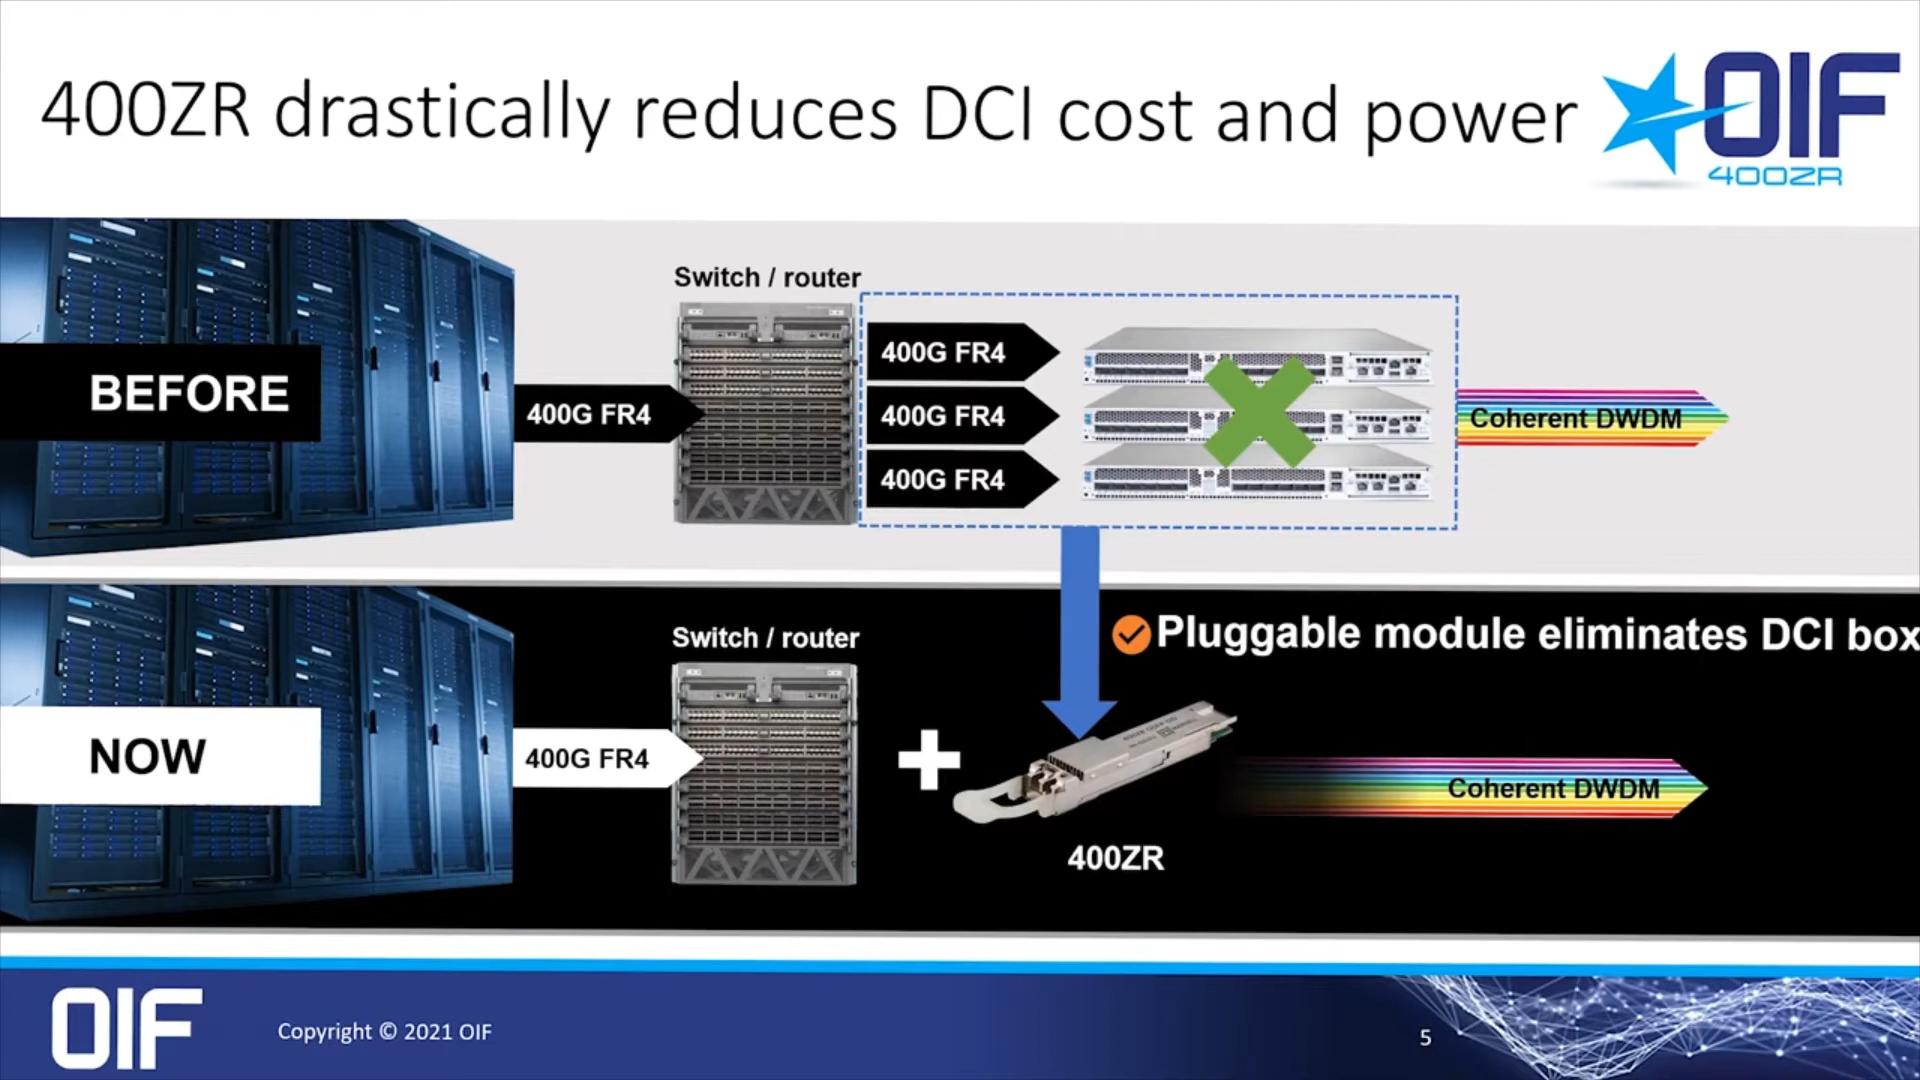 400ZR drastically reduces DCI cost and power
OIF
400ZR
Switch / router
BEFORE
400G FR4
400G FR4
400G FR4
400G FR4
Coherent DWDM
Pluggable module eliminates DCI box
Switch / router
NOW
400G FR4
Coherent DWDM
400ZR
OIF
Copyright © 2021 OIF
5